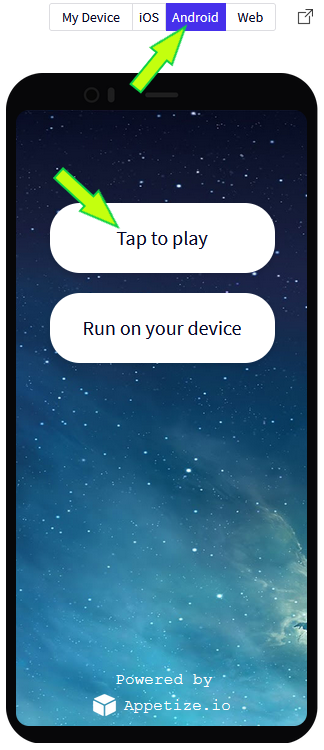 My Device iOS Android Web
Tap to play
Run on your device
Powered by
Appetize.io